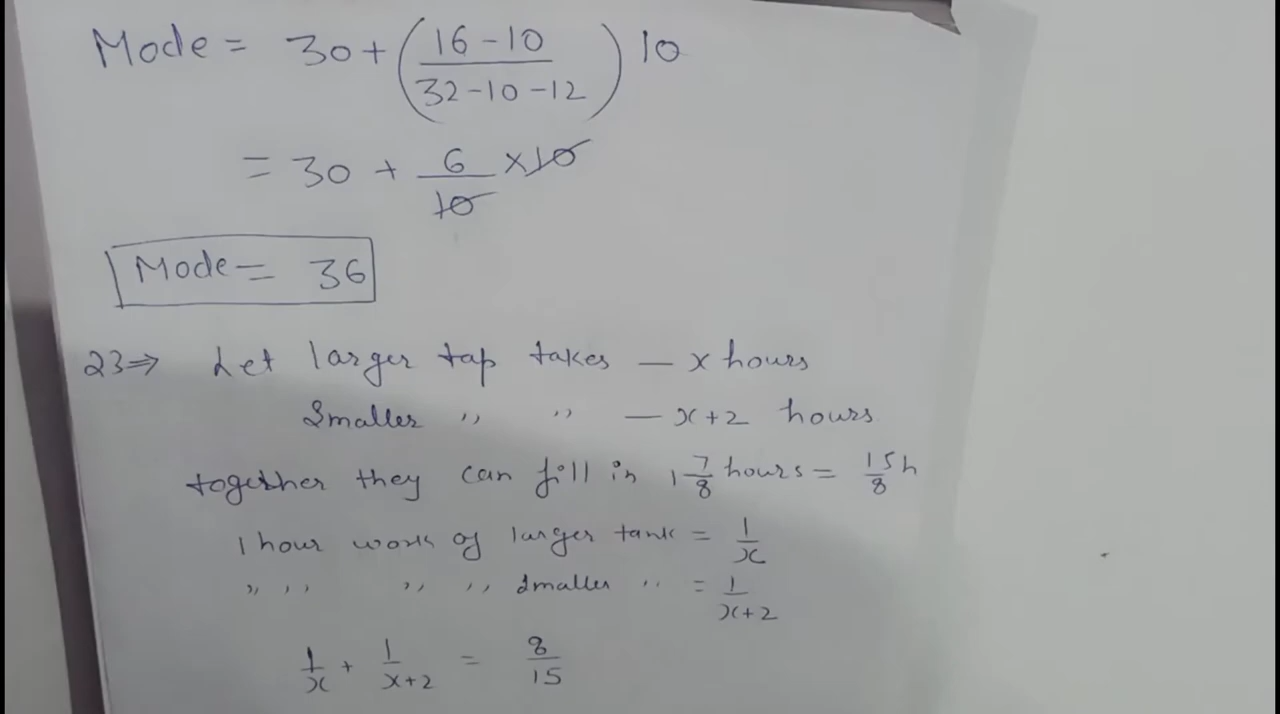 Mode = 30 + (16 - 10 / 32 - 10 - 12) 10
= 30 + 6/10 × 10
Mode = 36
23⇒ Let larger tap takes — x hours
Smaller ,, ,, — x+2 hours
together they can fill in 1 7/8 hours = 15/8 h
1 hour work of larger tank = 1/x
,, ,, ,, ,, Smaller ,, = 1/x+2
1/x + 1/x+2 = 8/15